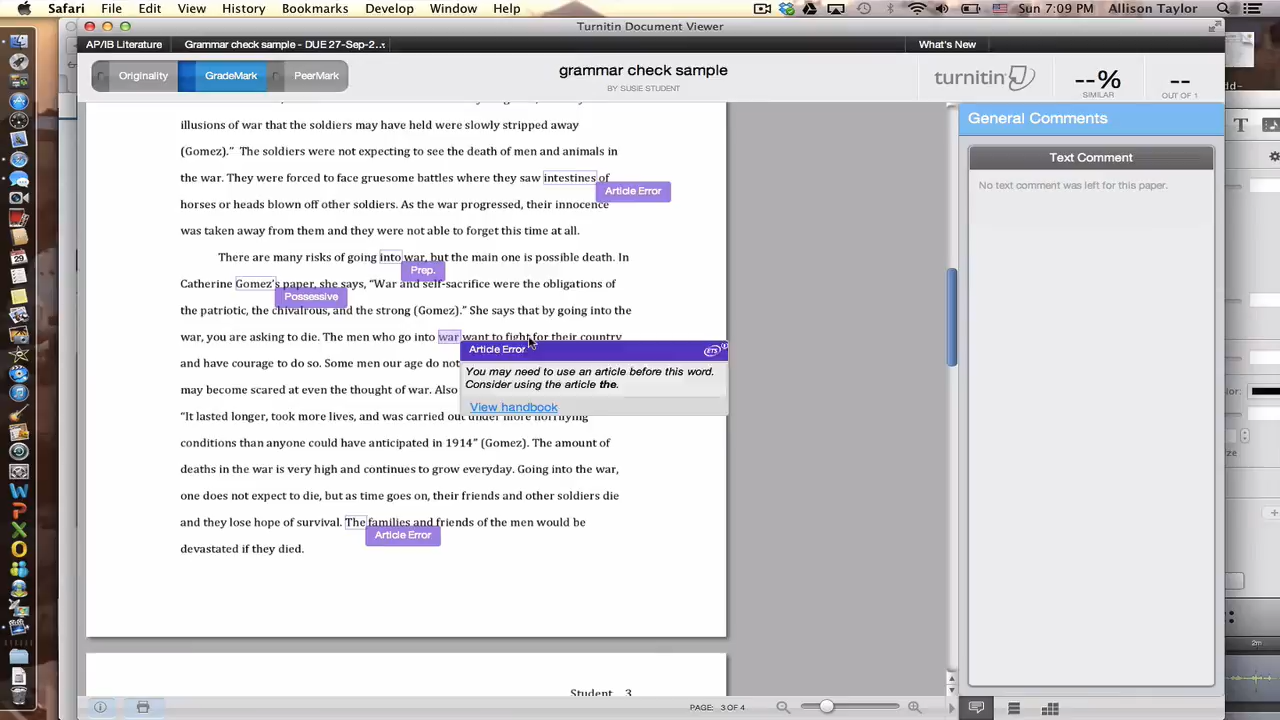 Safari File Edit View History Bookmarks Develop Window Help Sun 7:09 PM Allison Taylor
Turnitin Document Viewer
AP/IB Literature Grammar check sample - DUE 27-Sep-2... What's New
Originality GradeMark PeerMark
grammar check sample
BY SUSIE STUDENT
turnitin
--%
SIMILAR
--
OUT OF 1
illusions of war that the soldiers may have held were slowly stripped away
(Gomez).” The soldiers were not expecting to see the death of men and animals in
the war. They were forced to face gruesome battles where they saw intestines of
Article Error
horses or heads blown off other soldiers. As the war progressed, their innocence
was taken away from them and they were not able to forget this time at all.
There are many risks of going into war, but the main one is possible death. In
Prep.
Catherine Gomez's paper, she says, “War and self-sacrifice were the obligations of
Possessive
the patriotic, the chivalrous, and the strong (Gomez).” She says that by going into the
war, you are asking to die. The men who go into war want to fight for their country
Article Error
ETS
and have courage to do so. Some men our age do not
You may need to use an article before this word.
Consider using the article the.
may become scared at even the thought of war. Also
View handbook
“It lasted longer, took more lives, and was carried out under more horrifying
conditions than anyone could have anticipated in 1914” (Gomez). The amount of
deaths in the war is very high and continues to grow everyday. Going into the war,
one does not expect to die, but as time goes on, their friends and other soldiers die
and they lose hope of survival. The families and friends of the men would be
Article Error
devastated if they died.
Student 3
PAGE: 3 OF 4
General Comments
Text Comment
No text comment was left for this paper.
2m